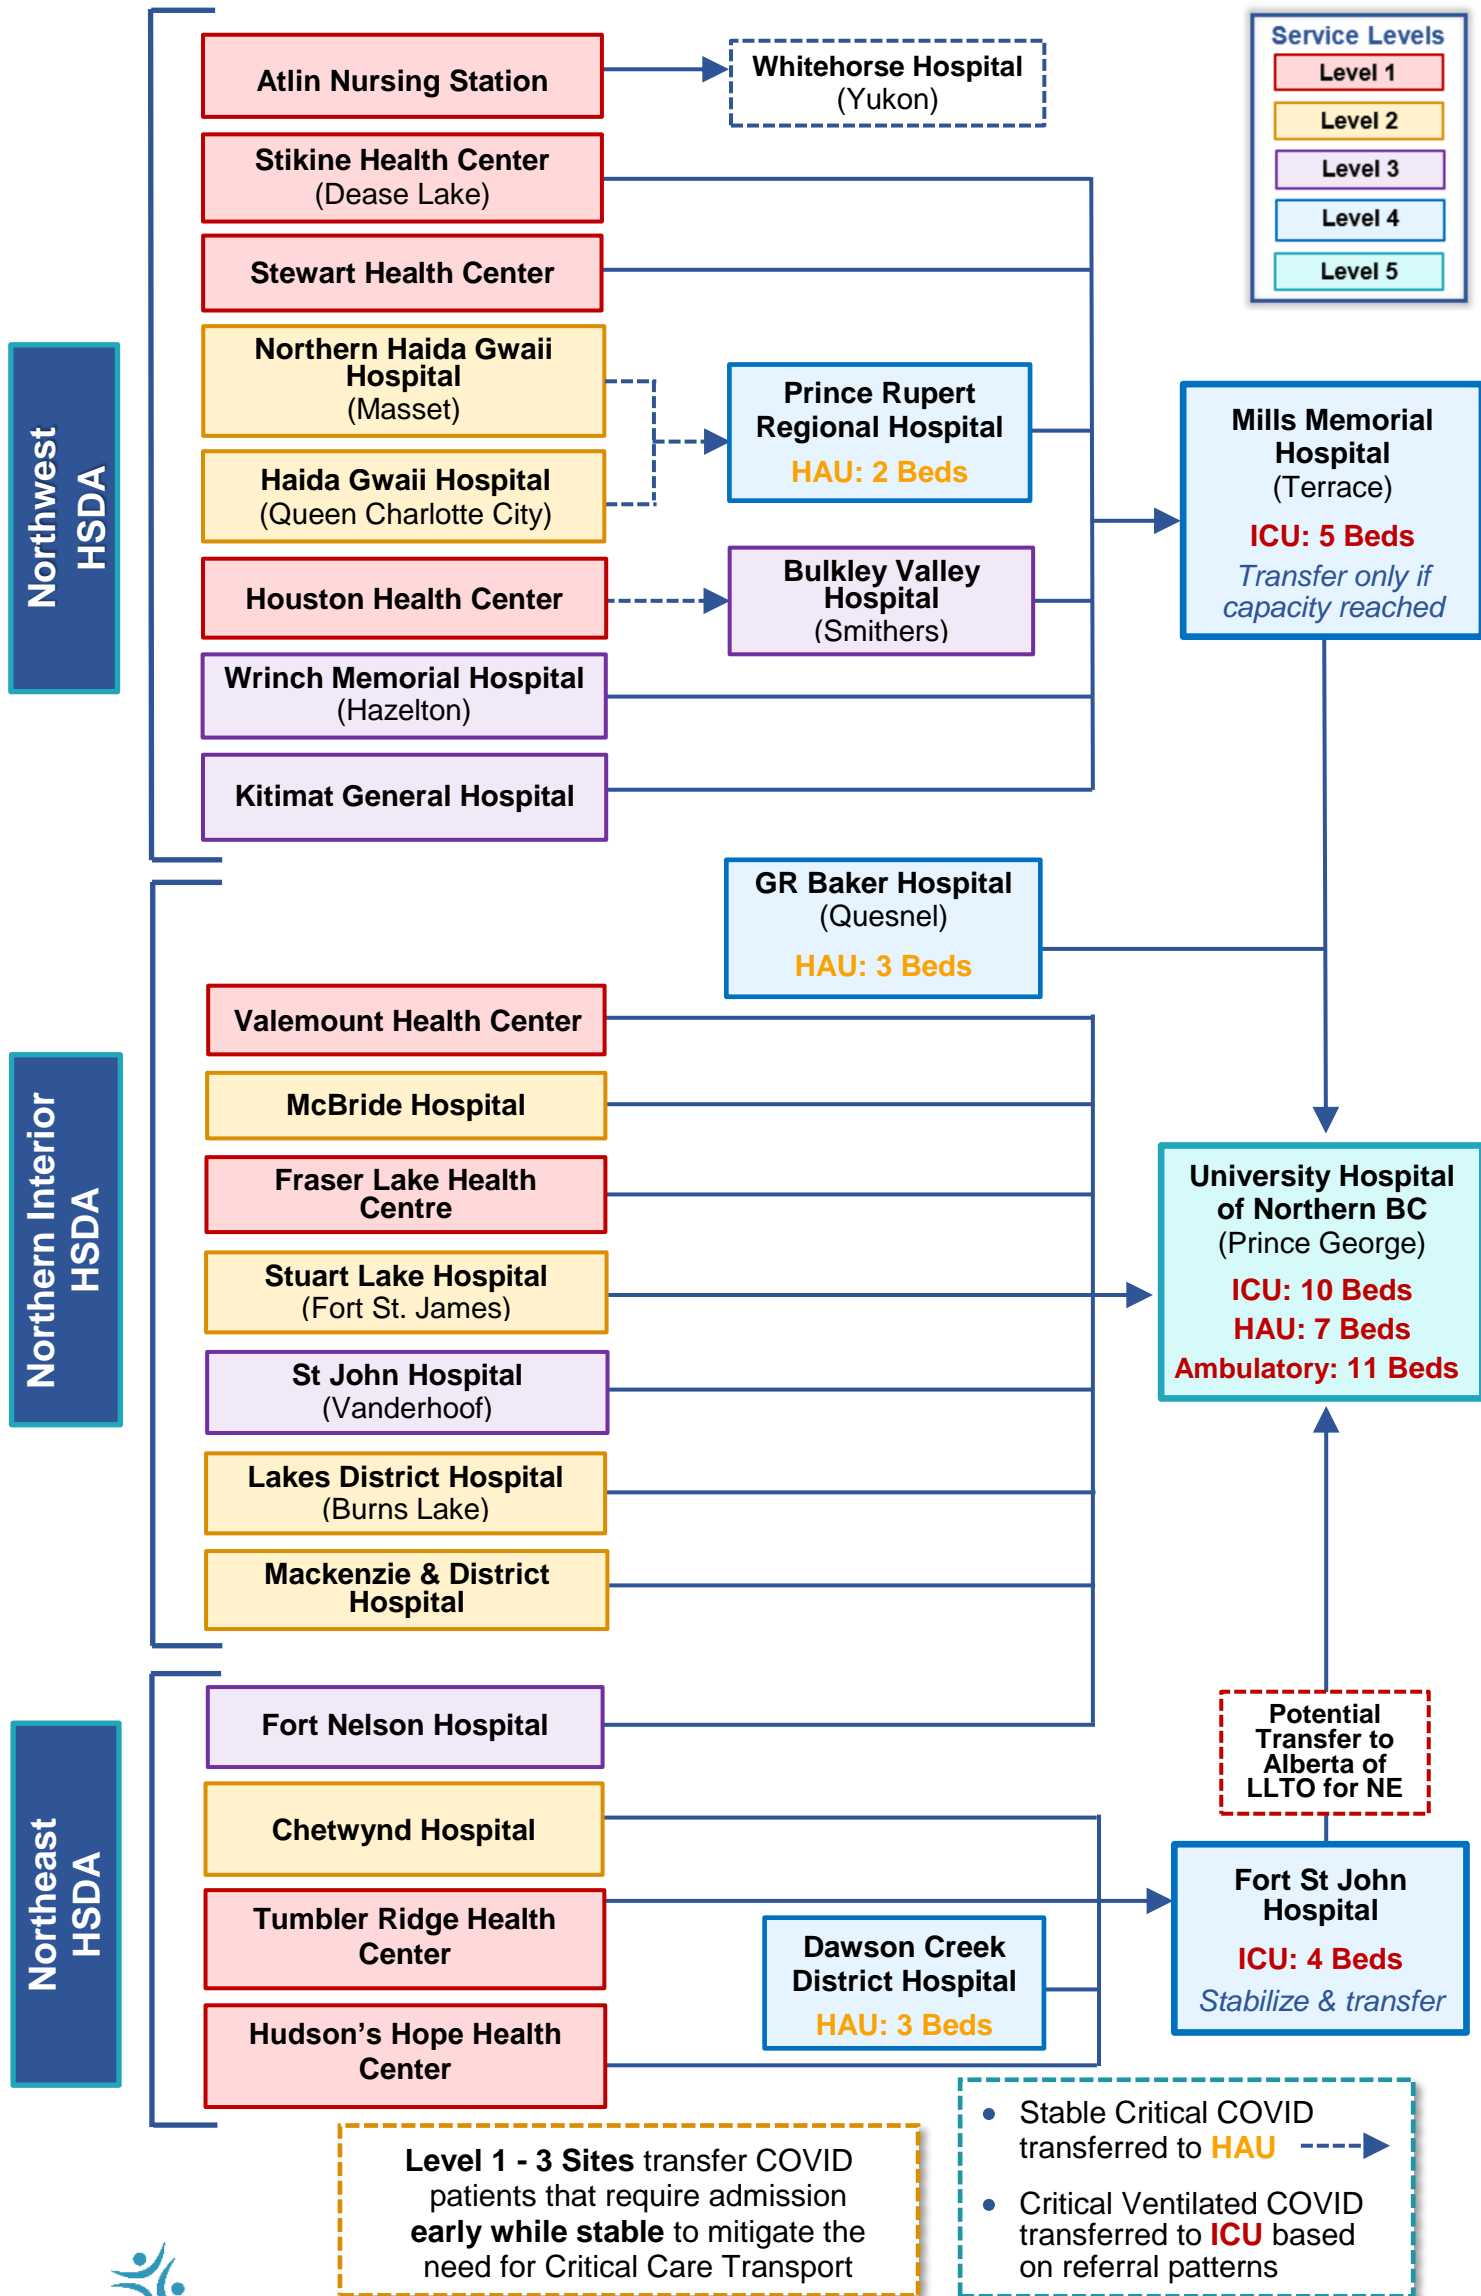 Service Levels
Level 1
Level 2
Level 3
Level 4
Level 5
Northwest
HSDA
Atlin Nursing Station
Whitehorse Hospital
(Yukon)
Stikine Health Center
(Dease Lake)
Stewart Health Center
Northern Haida Gwaii
Hospital
(Masset)
Haida Gwaii Hospital
(Queen Charlotte City)
Prince Rupert
Regional Hospital
HAU: 2 Beds
Houston Health Center
Bulkley Valley
Hospital
(Smithers)
Wrinch Memorial Hospital
(Hazelton)
Kitimat General Hospital
Mills Memorial
Hospital
(Terrace)
ICU: 5 Beds
Transfer only if
capacity reached
Northern Interior
HSDA
GR Baker Hospital
(Quesnel)
HAU: 3 Beds
Valemount Health Center
McBride Hospital
Fraser Lake Health
Centre
Stuart Lake Hospital
(Fort St. James)
St John Hospital
(Vanderhoof)
Lakes District Hospital
(Burns Lake)
Mackenzie & District
Hospital
University Hospital
of Northern BC
(Prince George)
ICU: 10 Beds
HAU: 7 Beds
Ambulatory: 11 Beds
Northeast
HSDA
Fort Nelson Hospital
Chetwynd Hospital
Tumbler Ridge Health
Center
Hudson's Hope Health
Center
Dawson Creek
District Hospital
HAU: 3 Beds
Potential
Transfer to
Alberta of
LLTO for NE
Fort St John
Hospital
ICU: 4 Beds
Stabilize & transfer
Level 1 - 3 Sites transfer COVID
patients that require admission
early while stable to mitigate the
need for Critical Care Transport
• Stable Critical COVID
transferred to HAU
• Critical Ventilated COVID
transferred to ICU based
on referral patterns